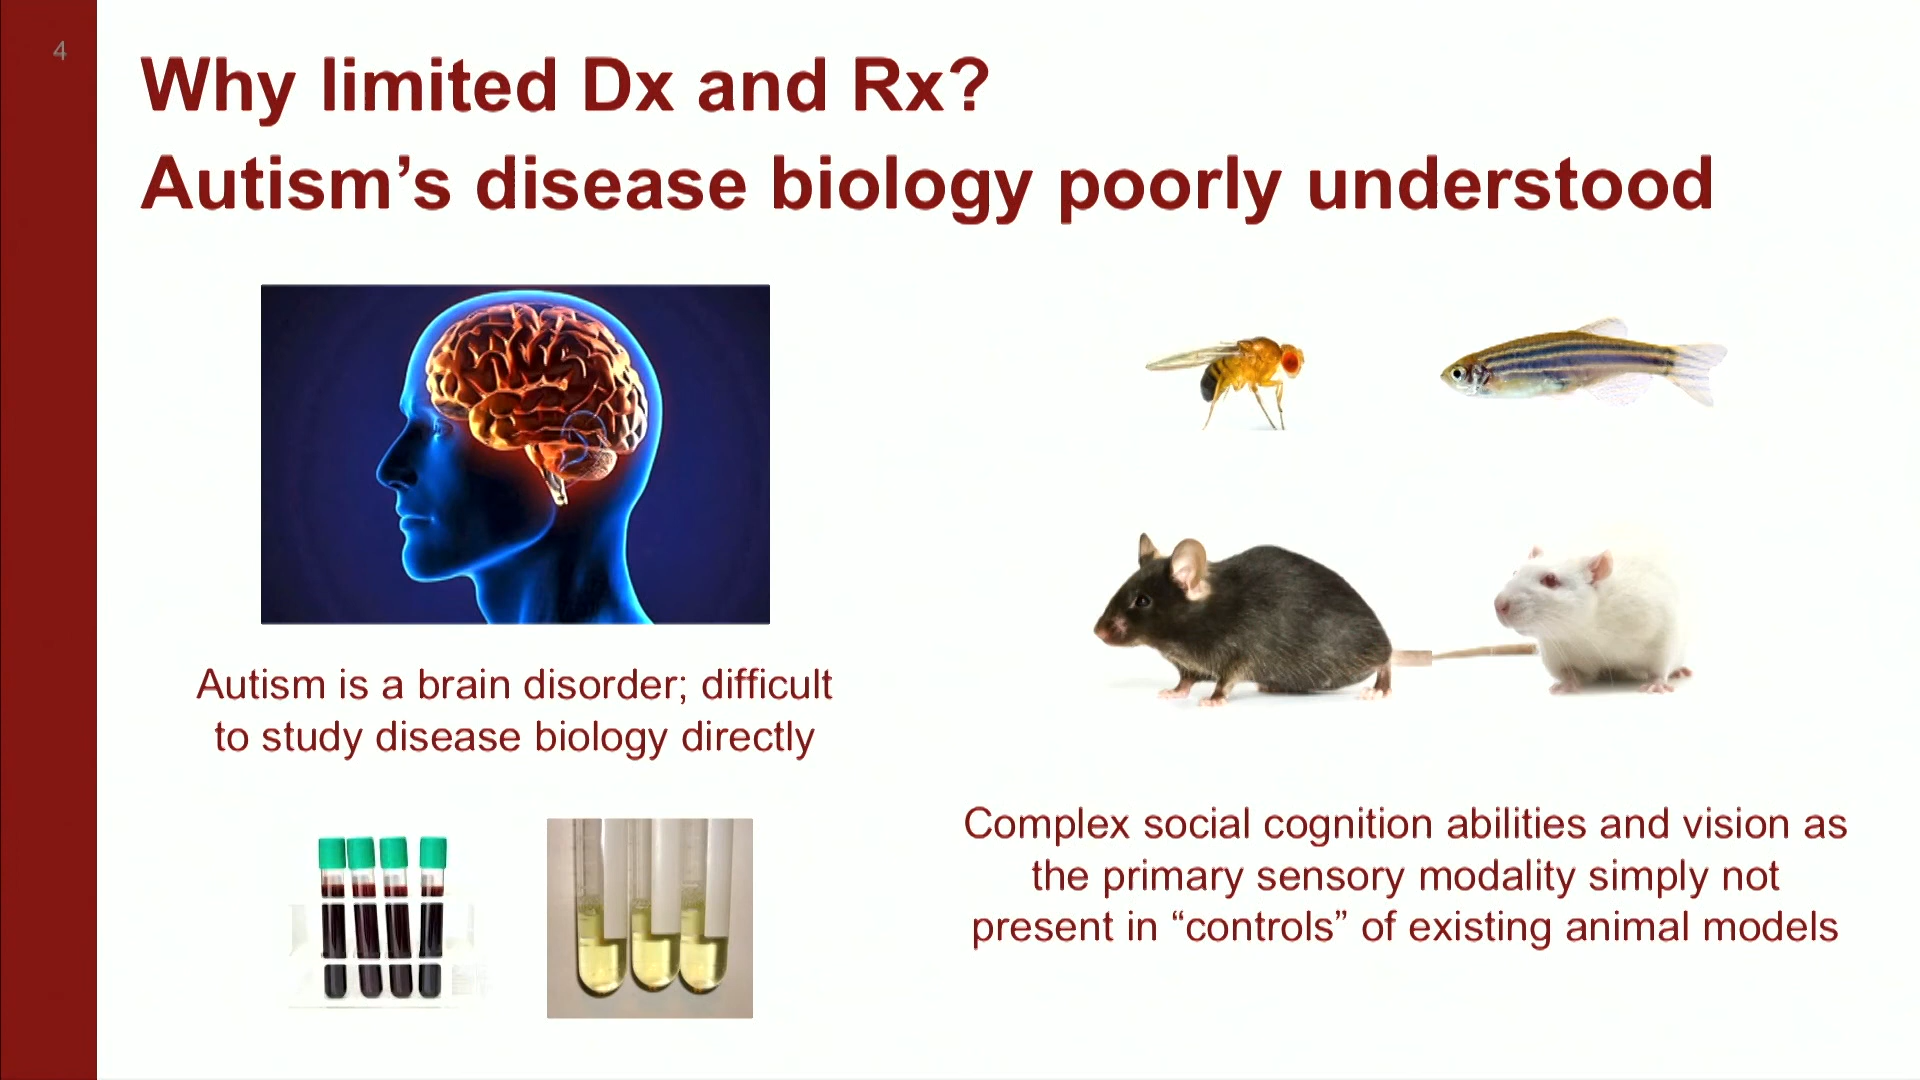 4
Why limited Dx and Rx?
Autism’s disease biology poorly understood
Autism is a brain disorder; difficult
to study disease biology directly
Complex social cognition abilities and vision as
the primary sensory modality simply not
present in “controls” of existing animal models